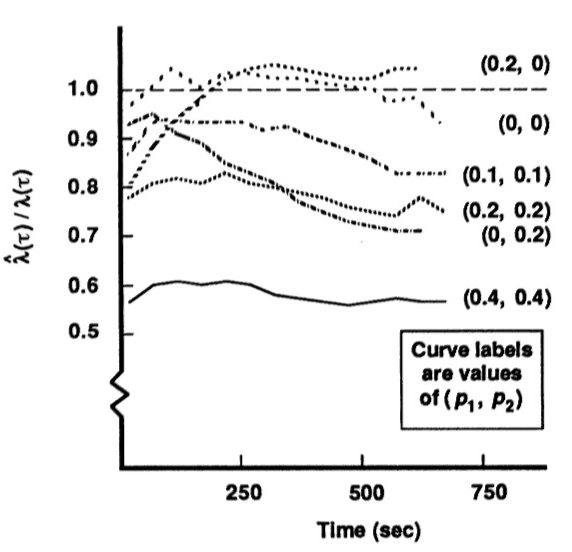 (0.2, 0)
1.0
(0, 0)
0.9
(0.1, 0.1)
0.8
(0.2, 0.2)
0.7
(0, 0.2)
λ̂(τ) / λ(τ)
0.6
(0.4, 0.4)
0.5
Curve labels
are values
of (p₁, p₂)
250 500 750
Time (sec)